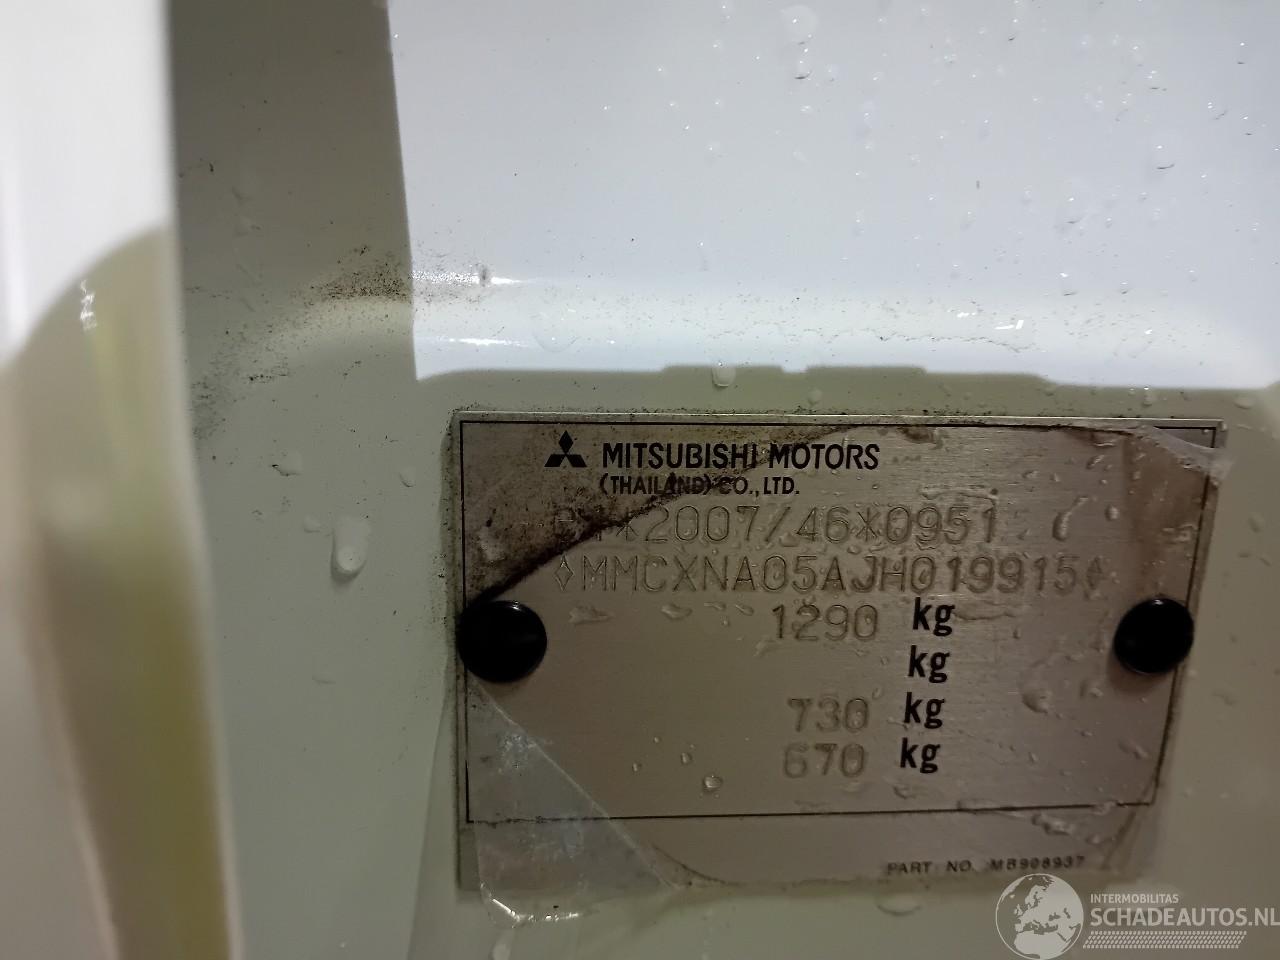 MITSUBISHI MOTORS
(THAILAND) CO., LTD.
*2007/46*0951
◊MMCXNA05AJH019915◊
1290 kg
kg
730 kg
670 kg
PART NO. MB908937
INTERMOBILITAS
SCHADEAUTOS.NL